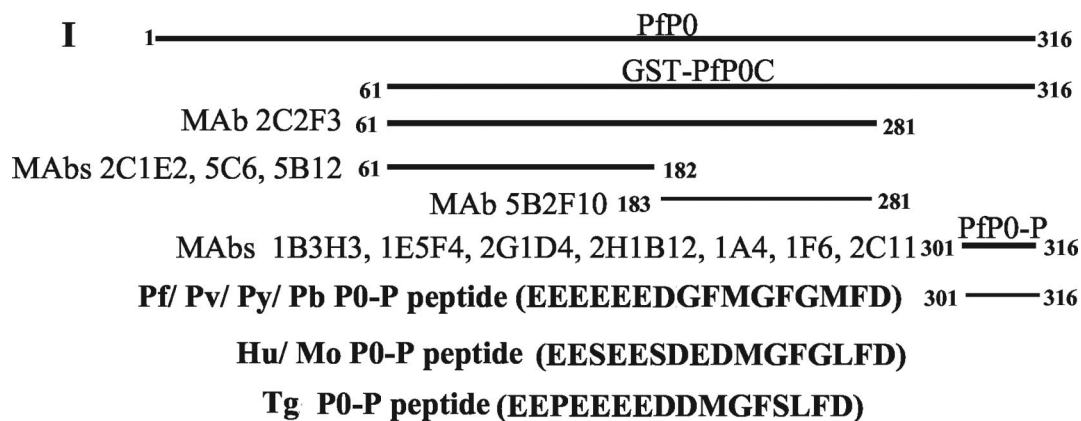 I 1 PfP0 316
GST-PfP0C
61 316
MAb 2C2F3 61 281
MAbs 2C1E2, 5C6, 5B12 61 182
MAb 5B2F10 183 281
PfP0-P
MAbs 1B3H3, 1E5F4, 2G1D4, 2H1B12, 1A4, 1F6, 2C11 301 316
Pf/ Pv/ Py/ Pb P0-P peptide (EEEEEEDGFMGFGMFD) 301 316
Hu/ Mo P0-P peptide (EESEESDEDMGFGLFD)
Tg P0-P peptide (EEPEEEEDDMGFSLFD)